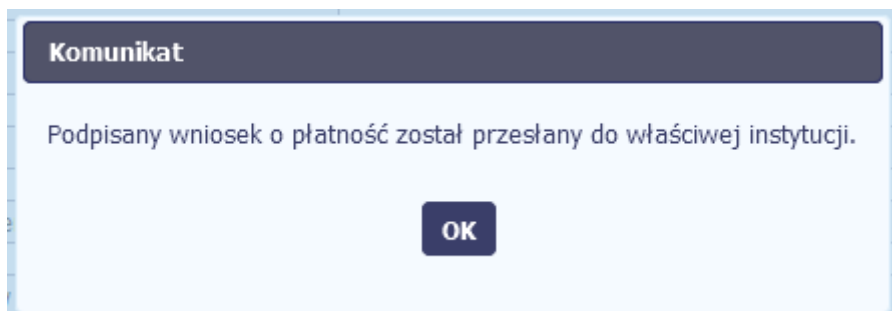 Komunikat
Podpisany wniosek o płatność został przesłany do właściwej instytucji.
OK